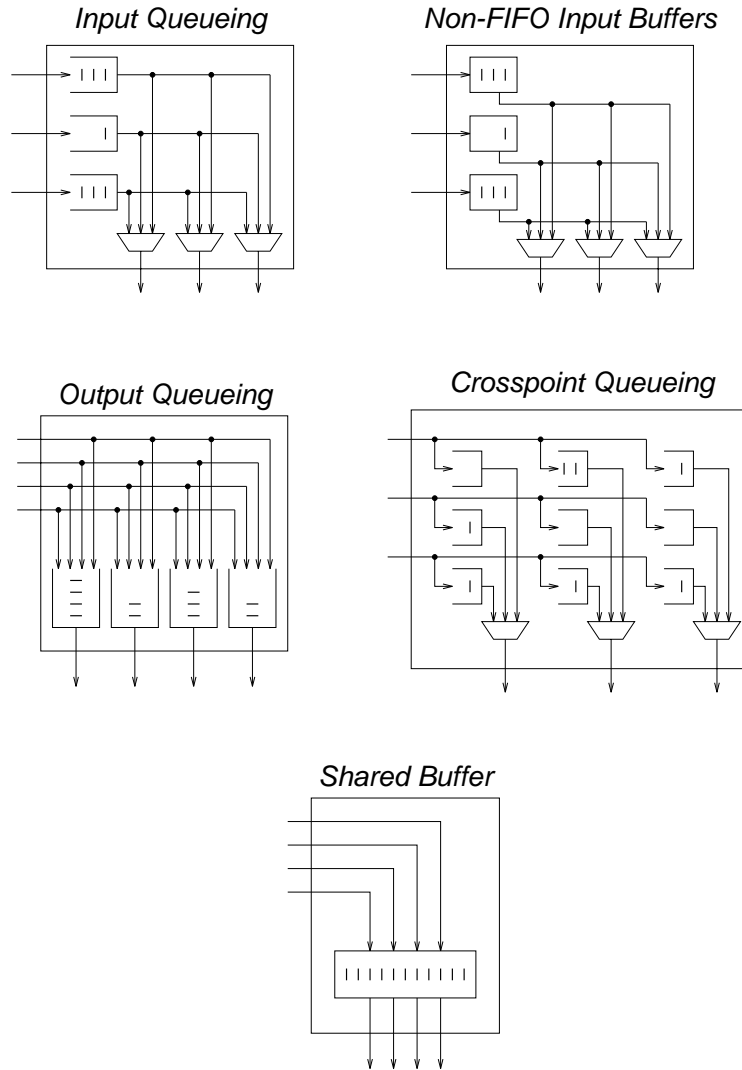 Input Queueing
Non-FIFO Input Buffers
Output Queueing
Crosspoint Queueing
Shared Buffer